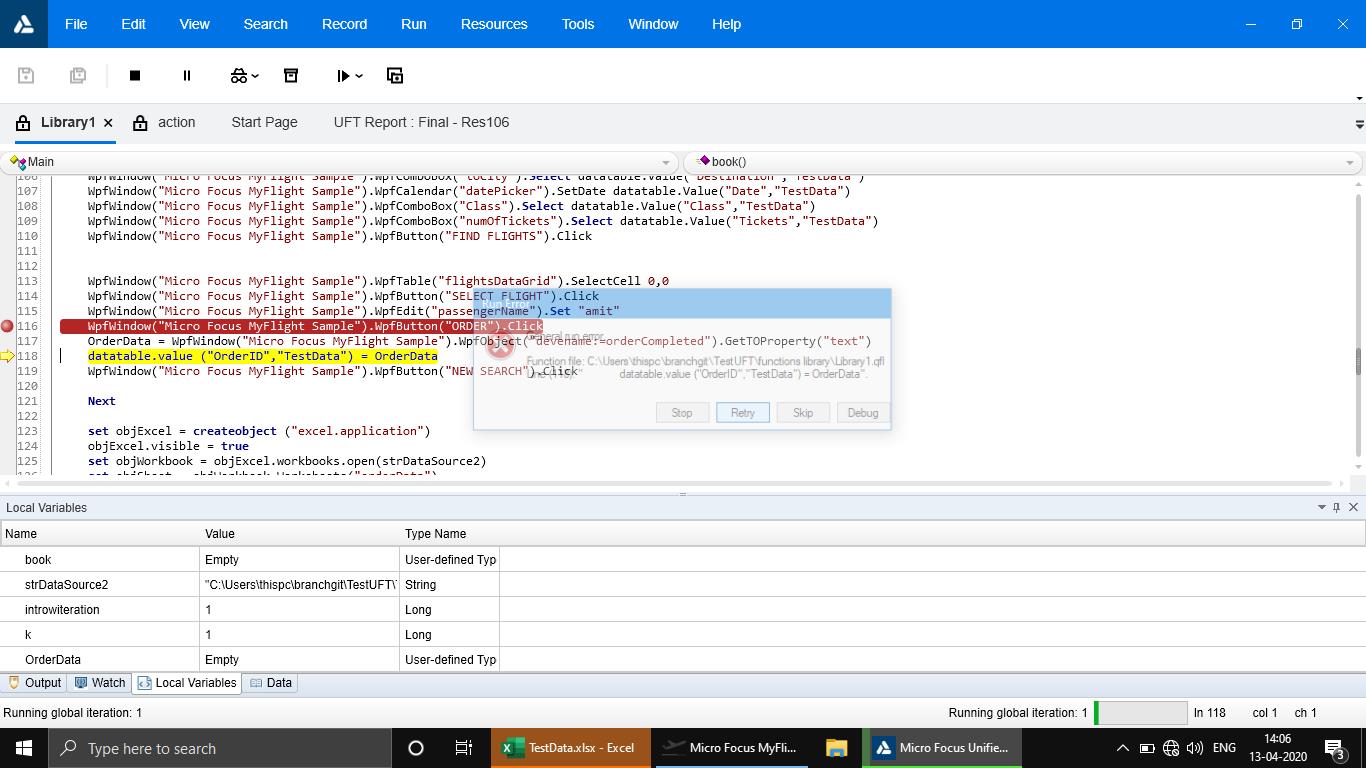 File Edit View Search Record Run Resources Tools Window Help
Library1 action Start Page UFT Report : Final - Res106
Main book()
106 WpfWindow("Micro Focus MyFlight Sample").WpfComboBox("toCity").Select datatable.Value("Destination","TestData")
107 WpfWindow("Micro Focus MyFlight Sample").WpfCalendar("datePicker").SetDate datatable.Value("Date","TestData")
108 WpfWindow("Micro Focus MyFlight Sample").WpfComboBox("Class").Select datatable.Value("Class","TestData")
109 WpfWindow("Micro Focus MyFlight Sample").WpfComboBox("numOfTickets").Select datatable.Value("Tickets","TestData")
110 WpfWindow("Micro Focus MyFlight Sample").WpfButton("FIND FLIGHTS").Click
111
112
113 WpfWindow("Micro Focus MyFlight Sample").WpfTable("flightsDataGrid").SelectCell 0,0
114 WpfWindow("Micro Focus MyFlight Sample").WpfButton("SELECT FLIGHT").Click
115 WpfWindow("Micro Focus MyFlight Sample").WpfEdit("passengerName").Set "amit"
116 WpfWindow("Micro Focus MyFlight Sample").WpfButton("ORDER").Click
117 OrderData = WpfWindow("Micro Focus MyFlight Sample").WpfObject("devename:=orderCompleted").GetTOProperty("text")
118 datatable.value ("OrderID","TestData") = OrderData
119 WpfWindow("Micro Focus MyFlight Sample").WpfButton("NEW SEARCH").Click
120
121 Next
122
123 set objExcel = createobject ("excel.application")
124 objExcel.visible = true
125 set objWorkbook = objExcel.workbooks.open(strDataSource2)
126 set objSheet = objWorkbook.Worksheets("orderData")
Run Error
General run error.
Function file: C:\Users\thispc\branchgit\TestUFT\functions library\Library1.qfl
Line (118): " datatable.value ("OrderID","TestData") = OrderData".
Stop Retry Skip Debug
Local Variables
Name Value Type Name
book Empty User-defined Typ
strDataSource2 "C:\Users\thispc\branchgit\TestUFT\ String
introwiteration 1 Long
k 1 Long
OrderData Empty User-defined Typ
Output Watch Local Variables Data
Running global iteration: 1 Running global iteration: 1 ln 118 col 1 ch 1
Type here to search TestData.xlsx - Excel Micro Focus MyFli... Micro Focus Unifie... ENG 14:06
13-04-2020 3